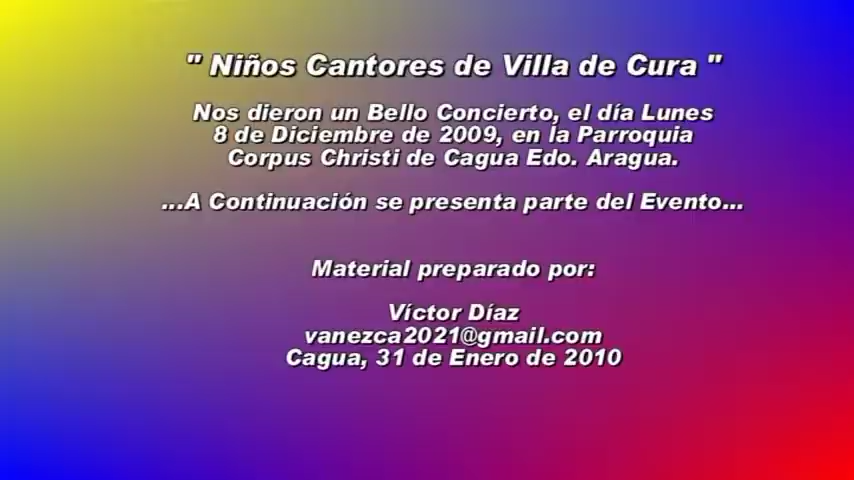 " Niños Cantores de Villa de Cura "
Nos dieron un Bello Concierto, el día Lunes
8 de Diciembre de 2009, en la Parroquia
Corpus Christi de Cagua Edo. Aragua.
...A Continuación se presenta parte del Evento...
Material preparado por:
Víctor Díaz
vanezca2021@gmail.com
Cagua, 31 de Enero de 2010